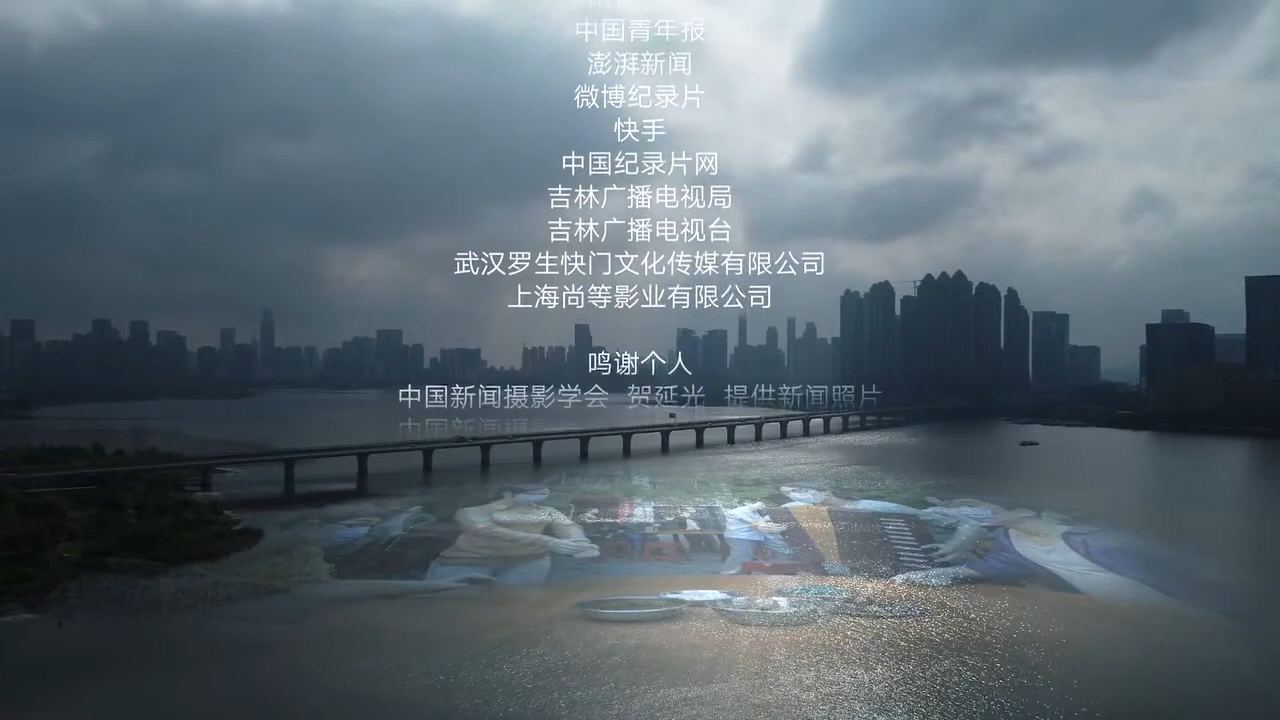 中国青年报
澎湃新闻
微博纪录片
快手
中国纪录片网
吉林广播电视局
吉林广播电视台
武汉罗生快门文化传媒有限公司
上海尚等影业有限公司
鸣谢个人
中国新闻摄影学会 贺延光 提供新闻照片